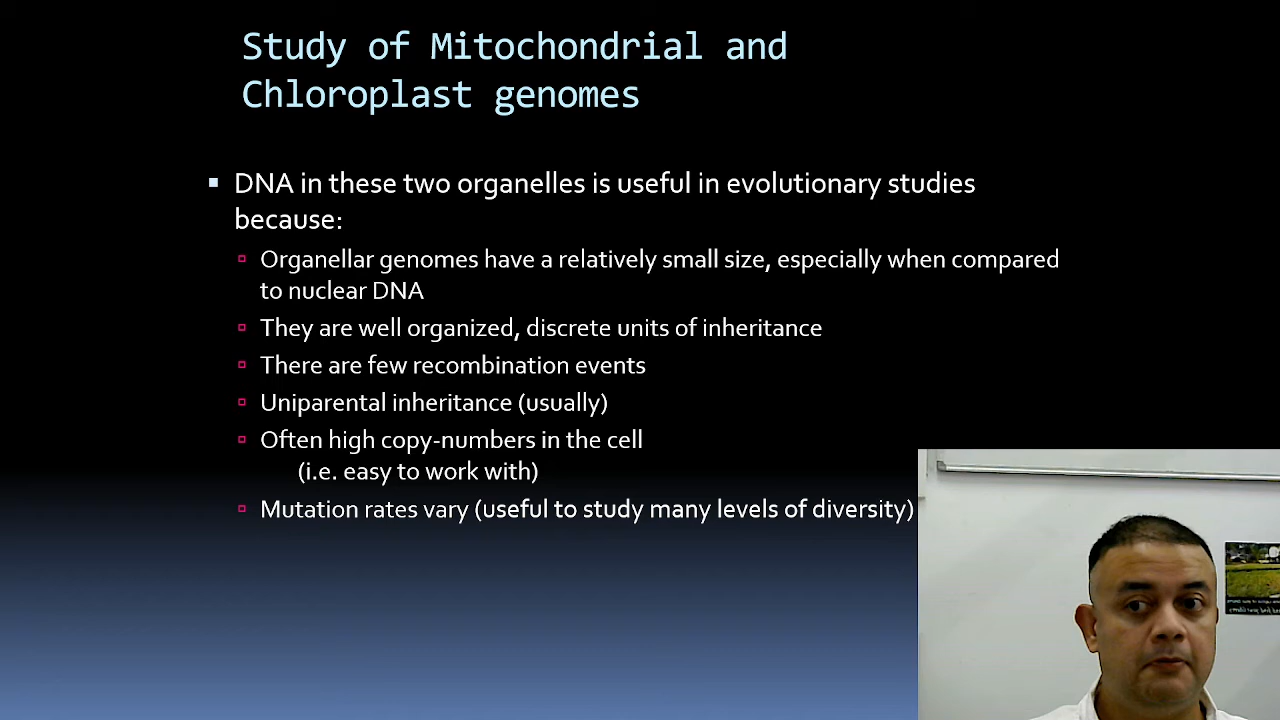 Study of Mitochondrial and
Chloroplast genomes
DNA in these two organelles is useful in evolutionary studies
because:
Organellar genomes have a relatively small size, especially when compared
to nuclear DNA
They are well organized, discrete units of inheritance
There are few recombination events
Uniparental inheritance (usually)
Often high copy-numbers in the cell
(i.e. easy to work with)
Mutation rates vary (useful to study many levels of diversity)